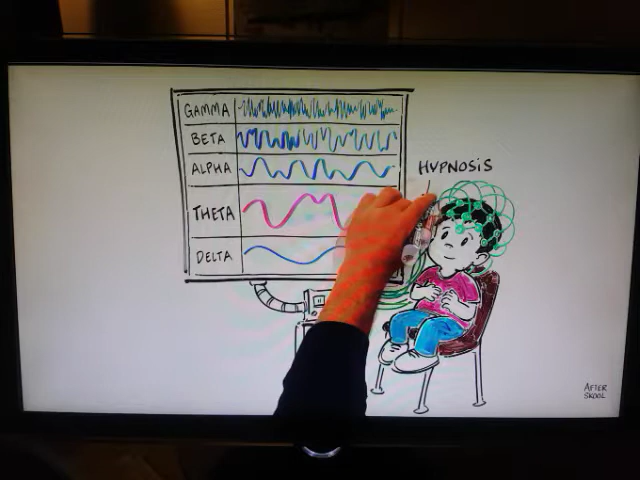 GAMMA
BETA
ALPHA
THETA
DELTA
HYPNOSIS
AFTER
SKOOL